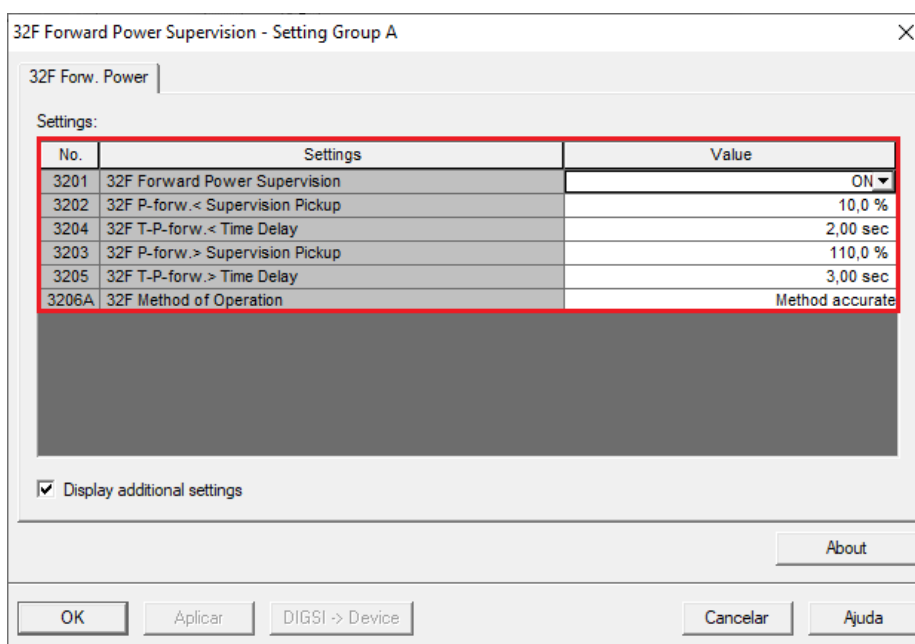 32F Forward Power Supervision - Setting Group A
32F Forw. Power
Settings:
No. Settings Value
3201 32F Forward Power Supervision ON
3202 32F P-forw.< Supervision Pickup 10,0 %
3204 32F T-P-forw.< Time Delay 2,00 sec
3203 32F P-forw.> Supervision Pickup 110,0 %
3205 32F T-P-forw.> Time Delay 3,00 sec
3206A 32F Method of Operation Method accurate
Display additional settings
About
OK Aplicar DIGSI -> Device Cancelar Ajuda